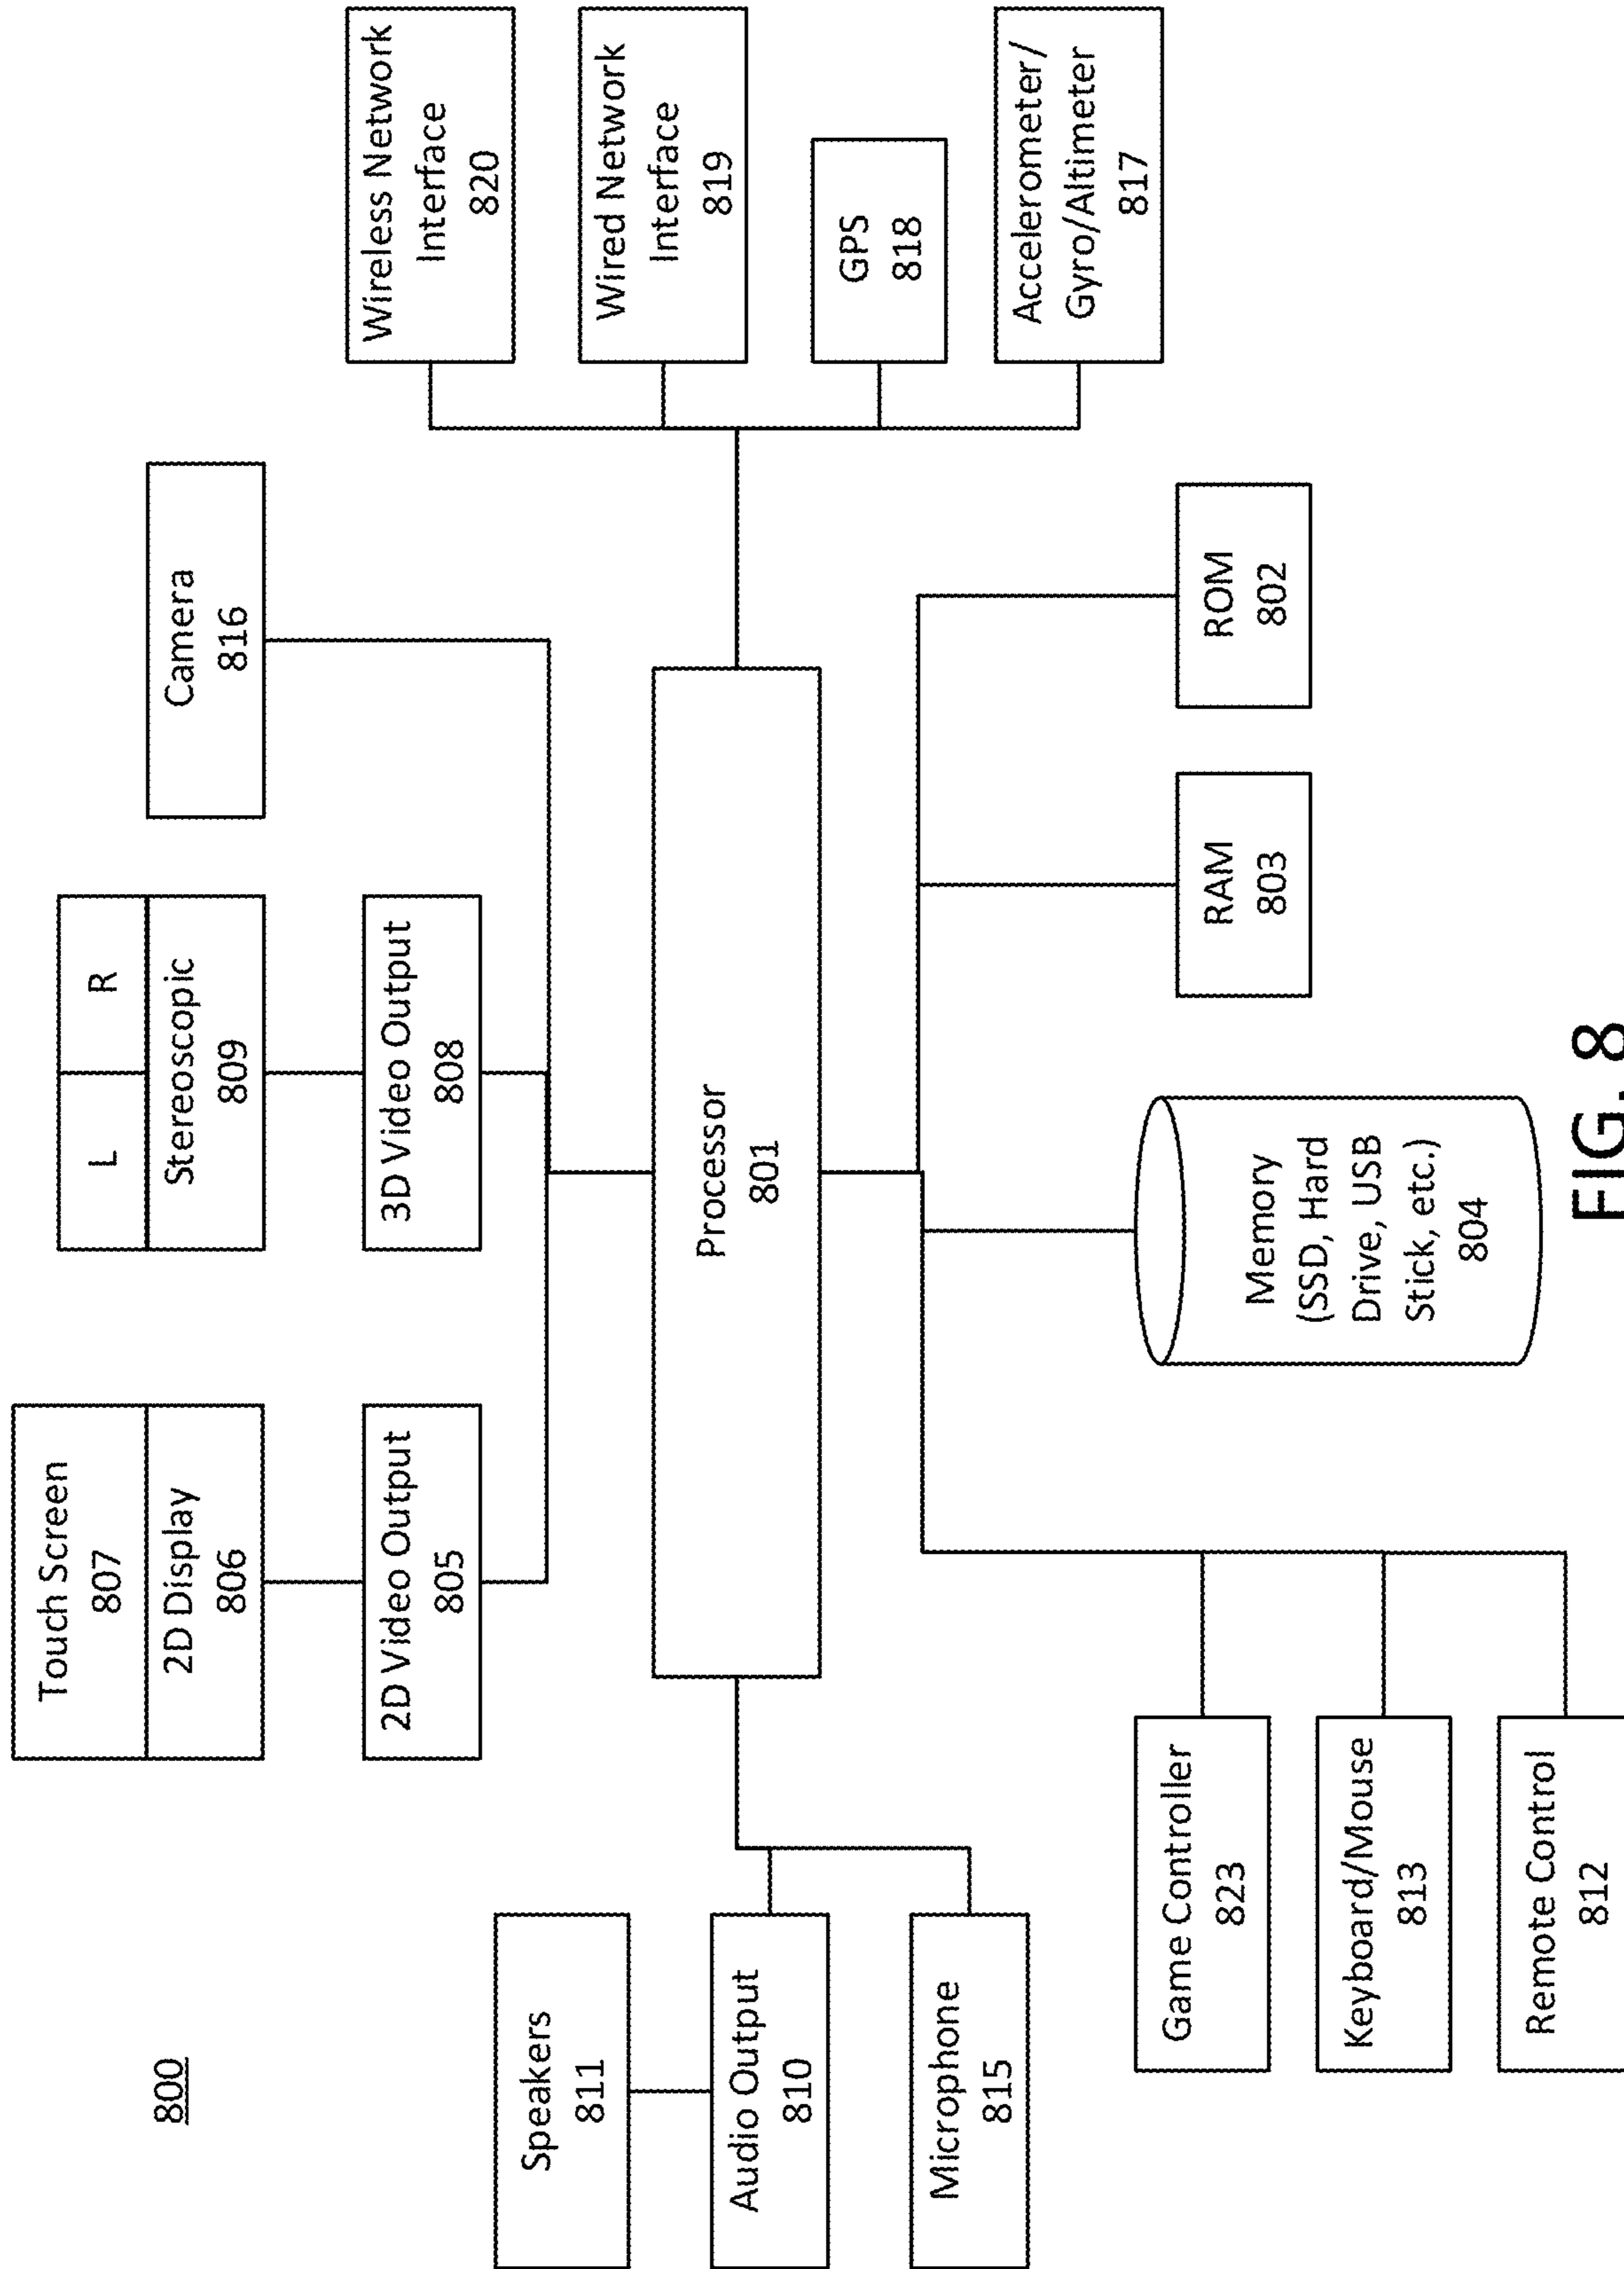 800
Touch Screen
807
2D Display
806
2D Video Output
805
L
R
Stereoscopic
809
3D Video Output
808
Camera
816
Wireless Network
Interface
820
Wired Network
Interface
819
GPS
818
Accelerometer/
Gyro/Altimeter
817
Speakers
811
Audio Output
810
Microphone
815
Processor
801
Game Controller
823
Keyboard/Mouse
813
Remote Control
812
Memory
(SSD, Hard
Drive, USB
Stick, etc.)
804
RAM
803
ROM
802
FIG. 8